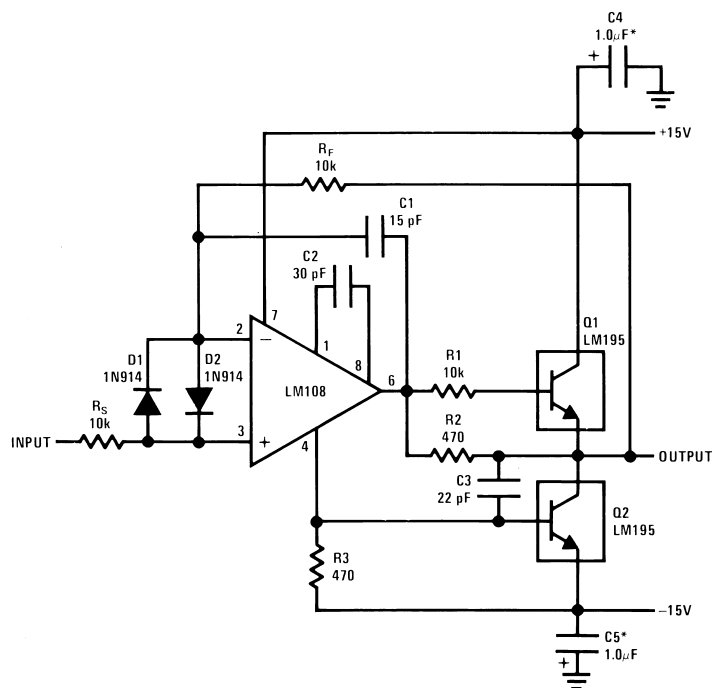 C4
1.0μF*
+
+15V
R_F
10k
C1
15 pF
C2
30 pF
7
Q1
LM195
2
−
1
D1
1N914
D2
1N914
8
6
R1
10k
LM108
R_S
10k
R2
470
INPUT
3
+
4
OUTPUT
C3
22 pF
Q2
LM195
R3
470
−15V
C5*
1.0μF
+